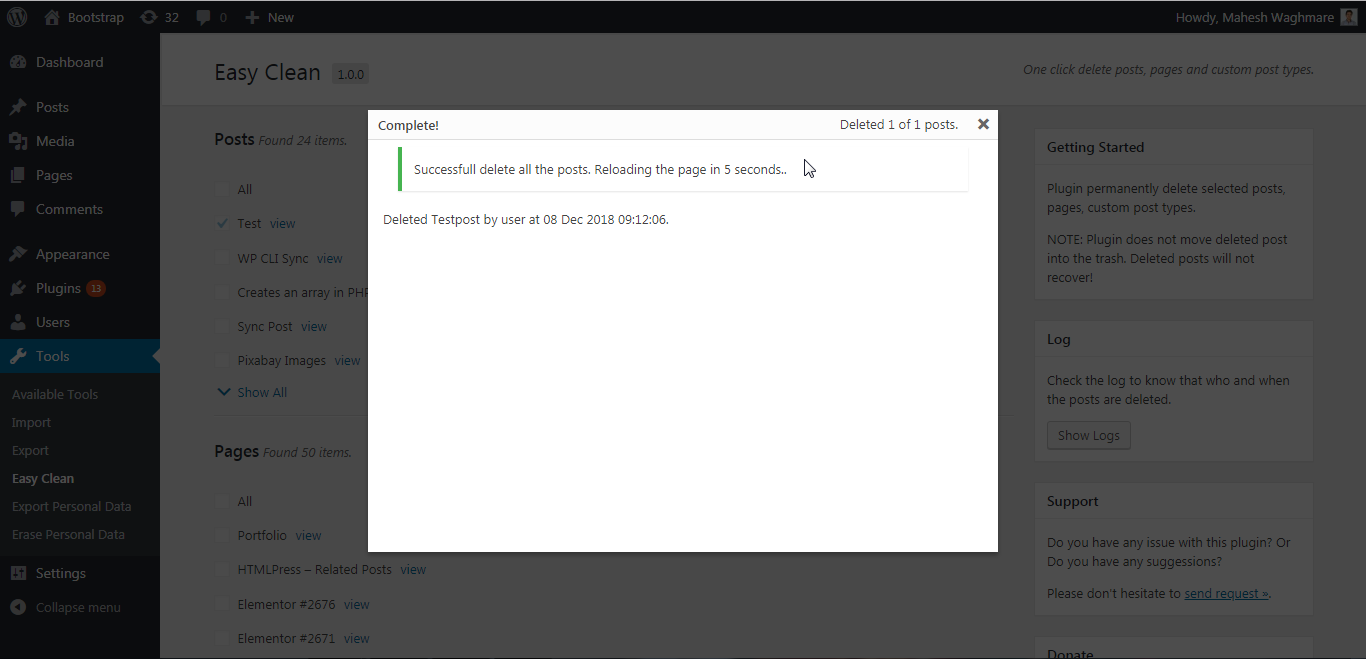 Bootstrap 32 0 New Howdy, Mahesh Waghmare
Dashboard
Posts
Media
Pages
Comments
Appearance
Plugins 13
Users
Tools
Available Tools
Import
Export
Easy Clean
Export Personal Data
Erase Personal Data
Settings
Collapse menu
Easy Clean 1.0.0
One click delete posts, pages and custom post types.
Posts Found 24 items.
All
Test view
WP CLI Sync view
Creates an array in PHP
Sync Post view
Pixabay Images view
Show All
Pages Found 50 items.
All
Portfolio view
HTMLPress – Related Posts view
Elementor #2676 view
Elementor #2671 view
Complete! Deleted 1 of 1 posts.
Successfull delete all the posts. Reloading the page in 5 seconds..
Deleted Testpost by user at 08 Dec 2018 09:12:06.
Getting Started
Plugin permanently delete selected posts,
pages, custom post types.
NOTE: Plugin does not move deleted post
into the trash. Deleted posts will not
recover!
Log
Check the log to know that who and when
the posts are deleted.
Show Logs
Support
Do you have any issue with this plugin? Or
Do you have any suggestions?
Please don't hesitate to send request ».
Donate